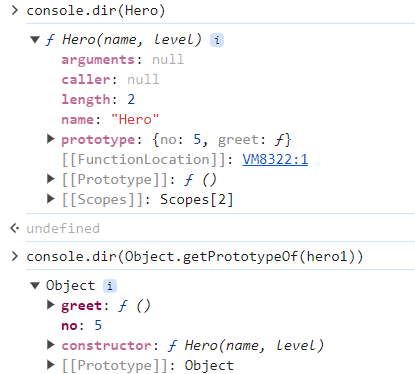 > console.dir(Hero)
▼ ƒ Hero(name, level) i
arguments: null
caller: null
length: 2
name: "Hero"
▶ prototype: {no: 5, greet: ƒ}
[[FunctionLocation]]: VM8322:1
▶ [[Prototype]]: ƒ ()
▶ [[Scopes]]: Scopes[2]
undefined
> console.dir(Object.getPrototypeOf(hero1))
▼ Object i
▶ greet: ƒ ()
no: 5
▶ constructor: ƒ Hero(name, level)
▶ [[Prototype]]: Object